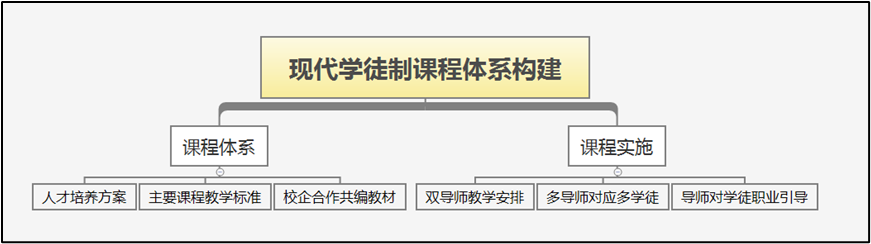 现代学徒制课程体系构建
课程体系
课程实施
人才培养方案
主要课程教学标准
校企合作共编教材
双导师教学安排
多导师对应多学徒
导师对学徒职业引导